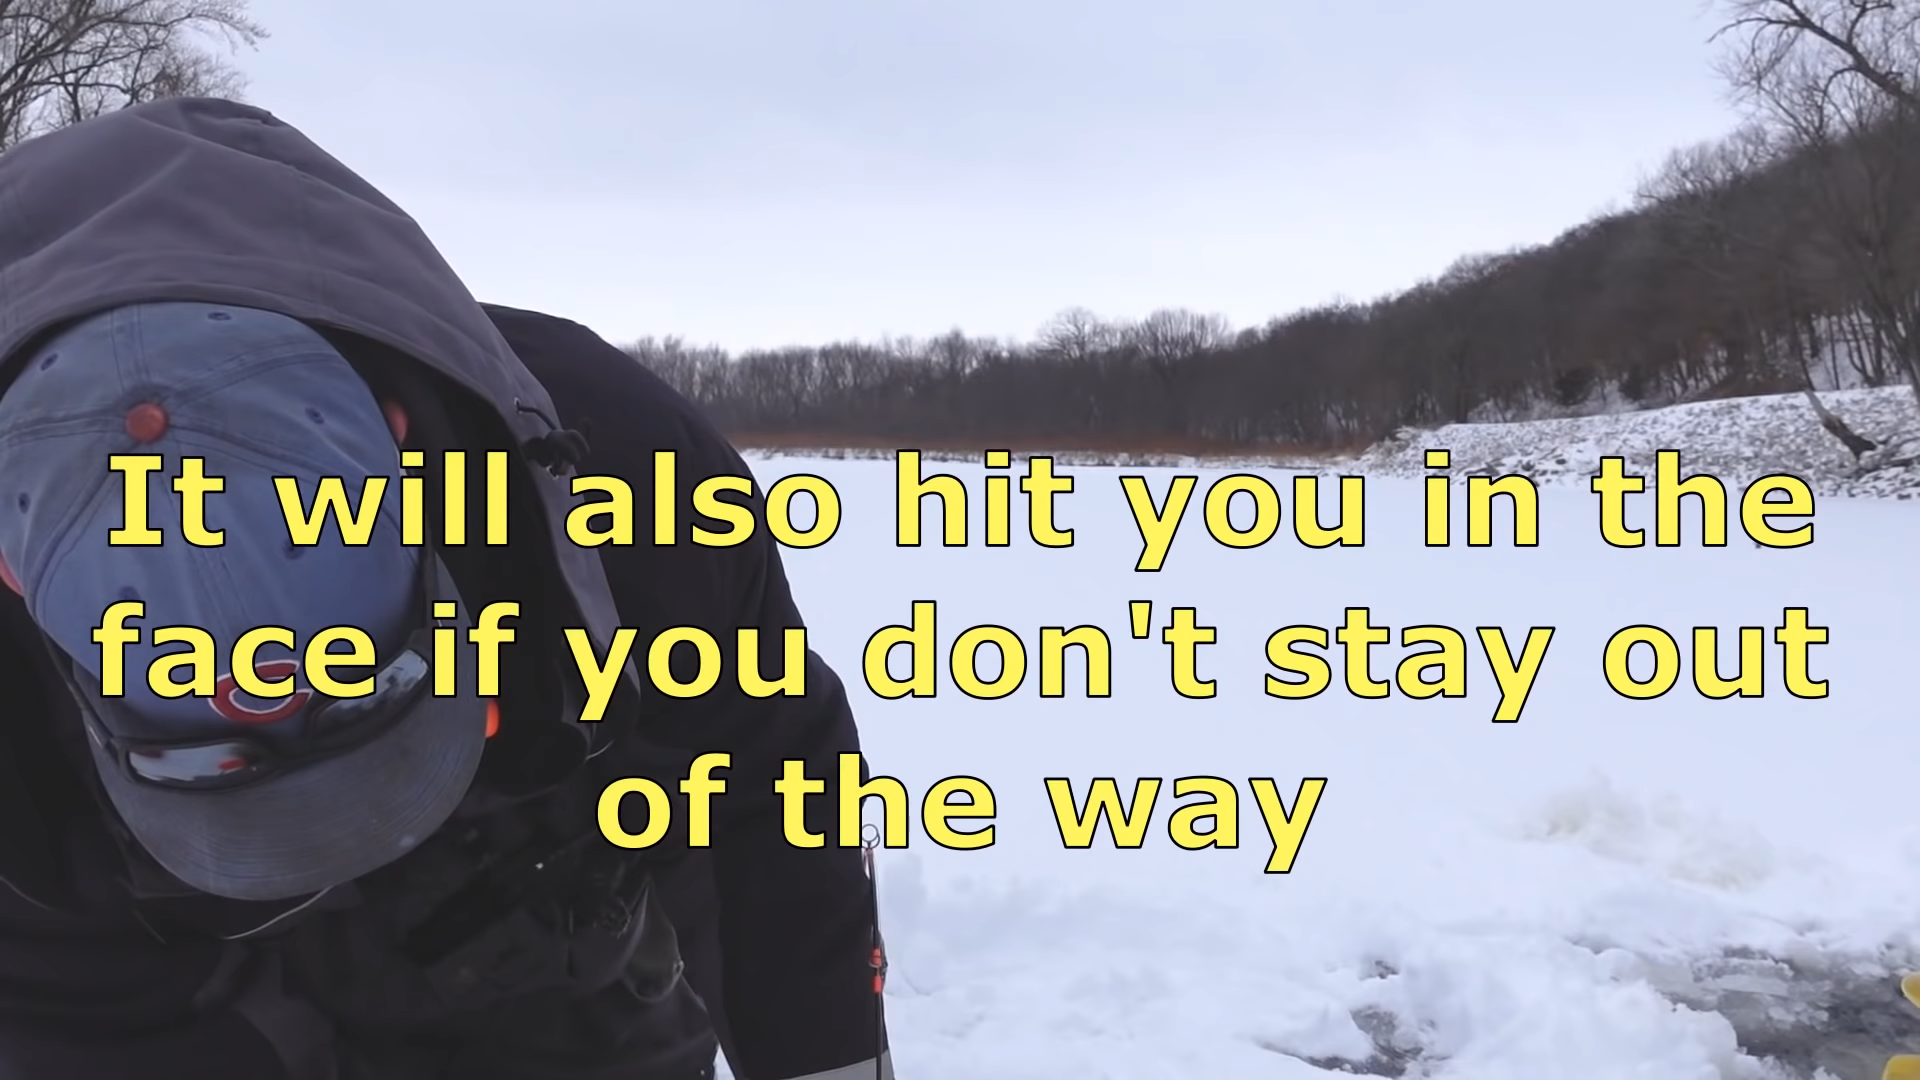 It will also hit you in the
face if you don't stay out
of the way
C